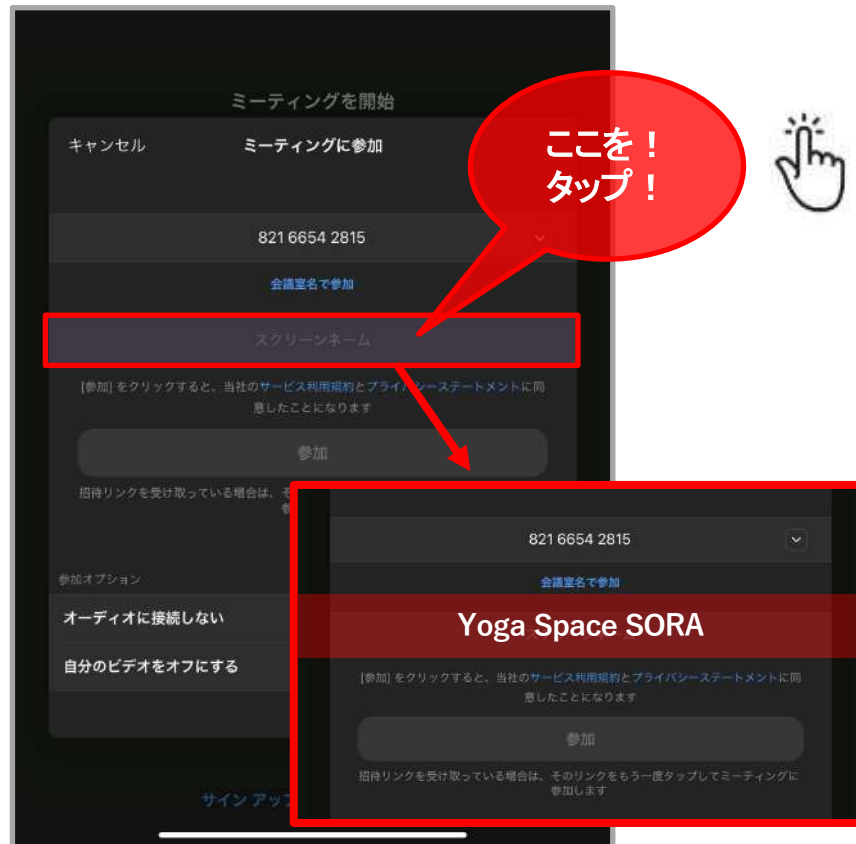 ミーティングを開始
キャンセル
ミーティングに参加
ここを！
タップ！
821 6654 2815
会議室名で参加
スクリーンネーム
[参加] をクリックすると、当社のサービス利用規約とプライバシーステートメントに同
意したことになります
参加
招待リンクを受け取っている場合は、そ
参加オプション
オーディオに接続しない
自分のビデオをオフにする
サイン アップ
821 6654 2815
会議室名で参加
Yoga Space SORA
[参加] をクリックすると、当社のサービス利用規約とプライバシーステートメントに同
意したことになります
参加
招待リンクを受け取っている場合は、そのリンクをもう一度タップしてミーティングに
参加します